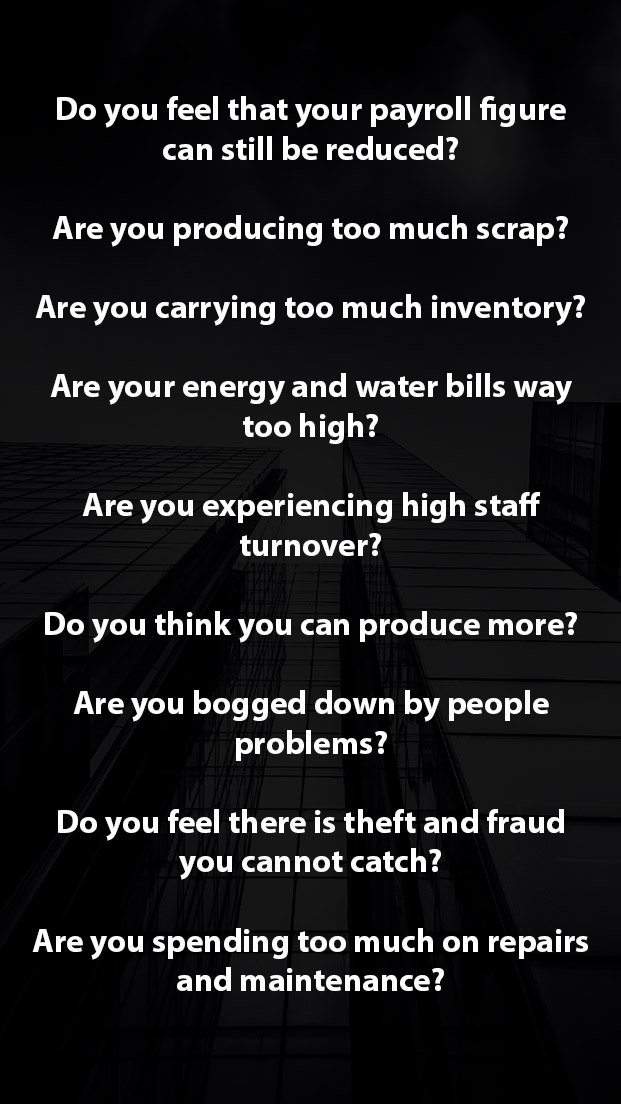 Do you feel that your payroll figure
can still be reduced?
Are you producing too much scrap?
Are you carrying too much inventory?
Are your energy and water bills way
too high?
Are you experiencing high staff
turnover?
Do you think you can produce more?
Are you bogged down by people
problems?
Do you feel there is theft and fraud
you cannot catch?
Are you spending too much on repairs
and maintenance?